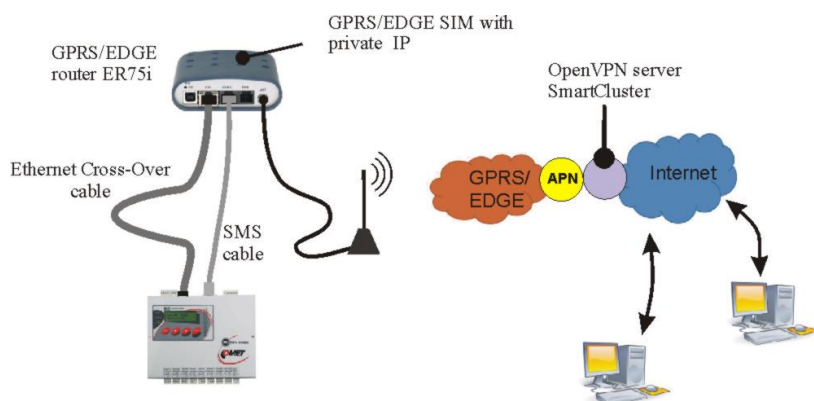 GPRS/EDGE SIM with
private IP
GPRS/EDGE
router ER75i
OpenVPN server
SmartCluster
Ethernet Cross-Over
cable
GPRS/
EDGE
APN
Internet
SMS
cable
COMET